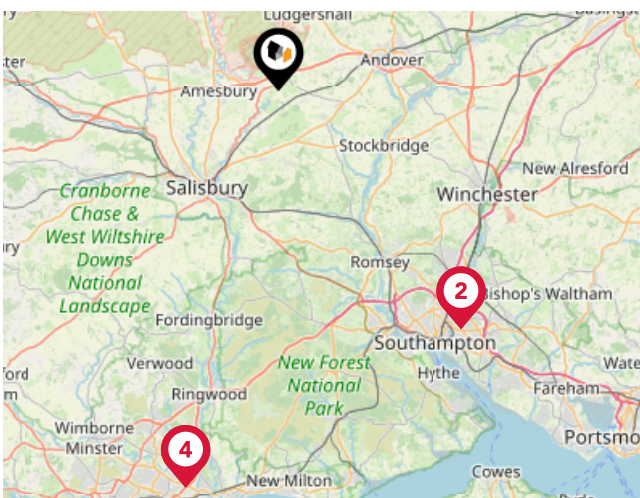 Ludgershall
Andover
Amesbury
Stockbridge
New Alresford
Salisbury
Winchester
Cranborne
Chase &
West Wiltshire
Downs
National
Landscape
Romsey
2
Bishop's Waltham
Fordingbridge
Southampton
Verwood
New Forest
National
Park
Hythe
Ringwood
Fareham
Wimborne
Minster
4
Portsmo
New Milton
Cowes